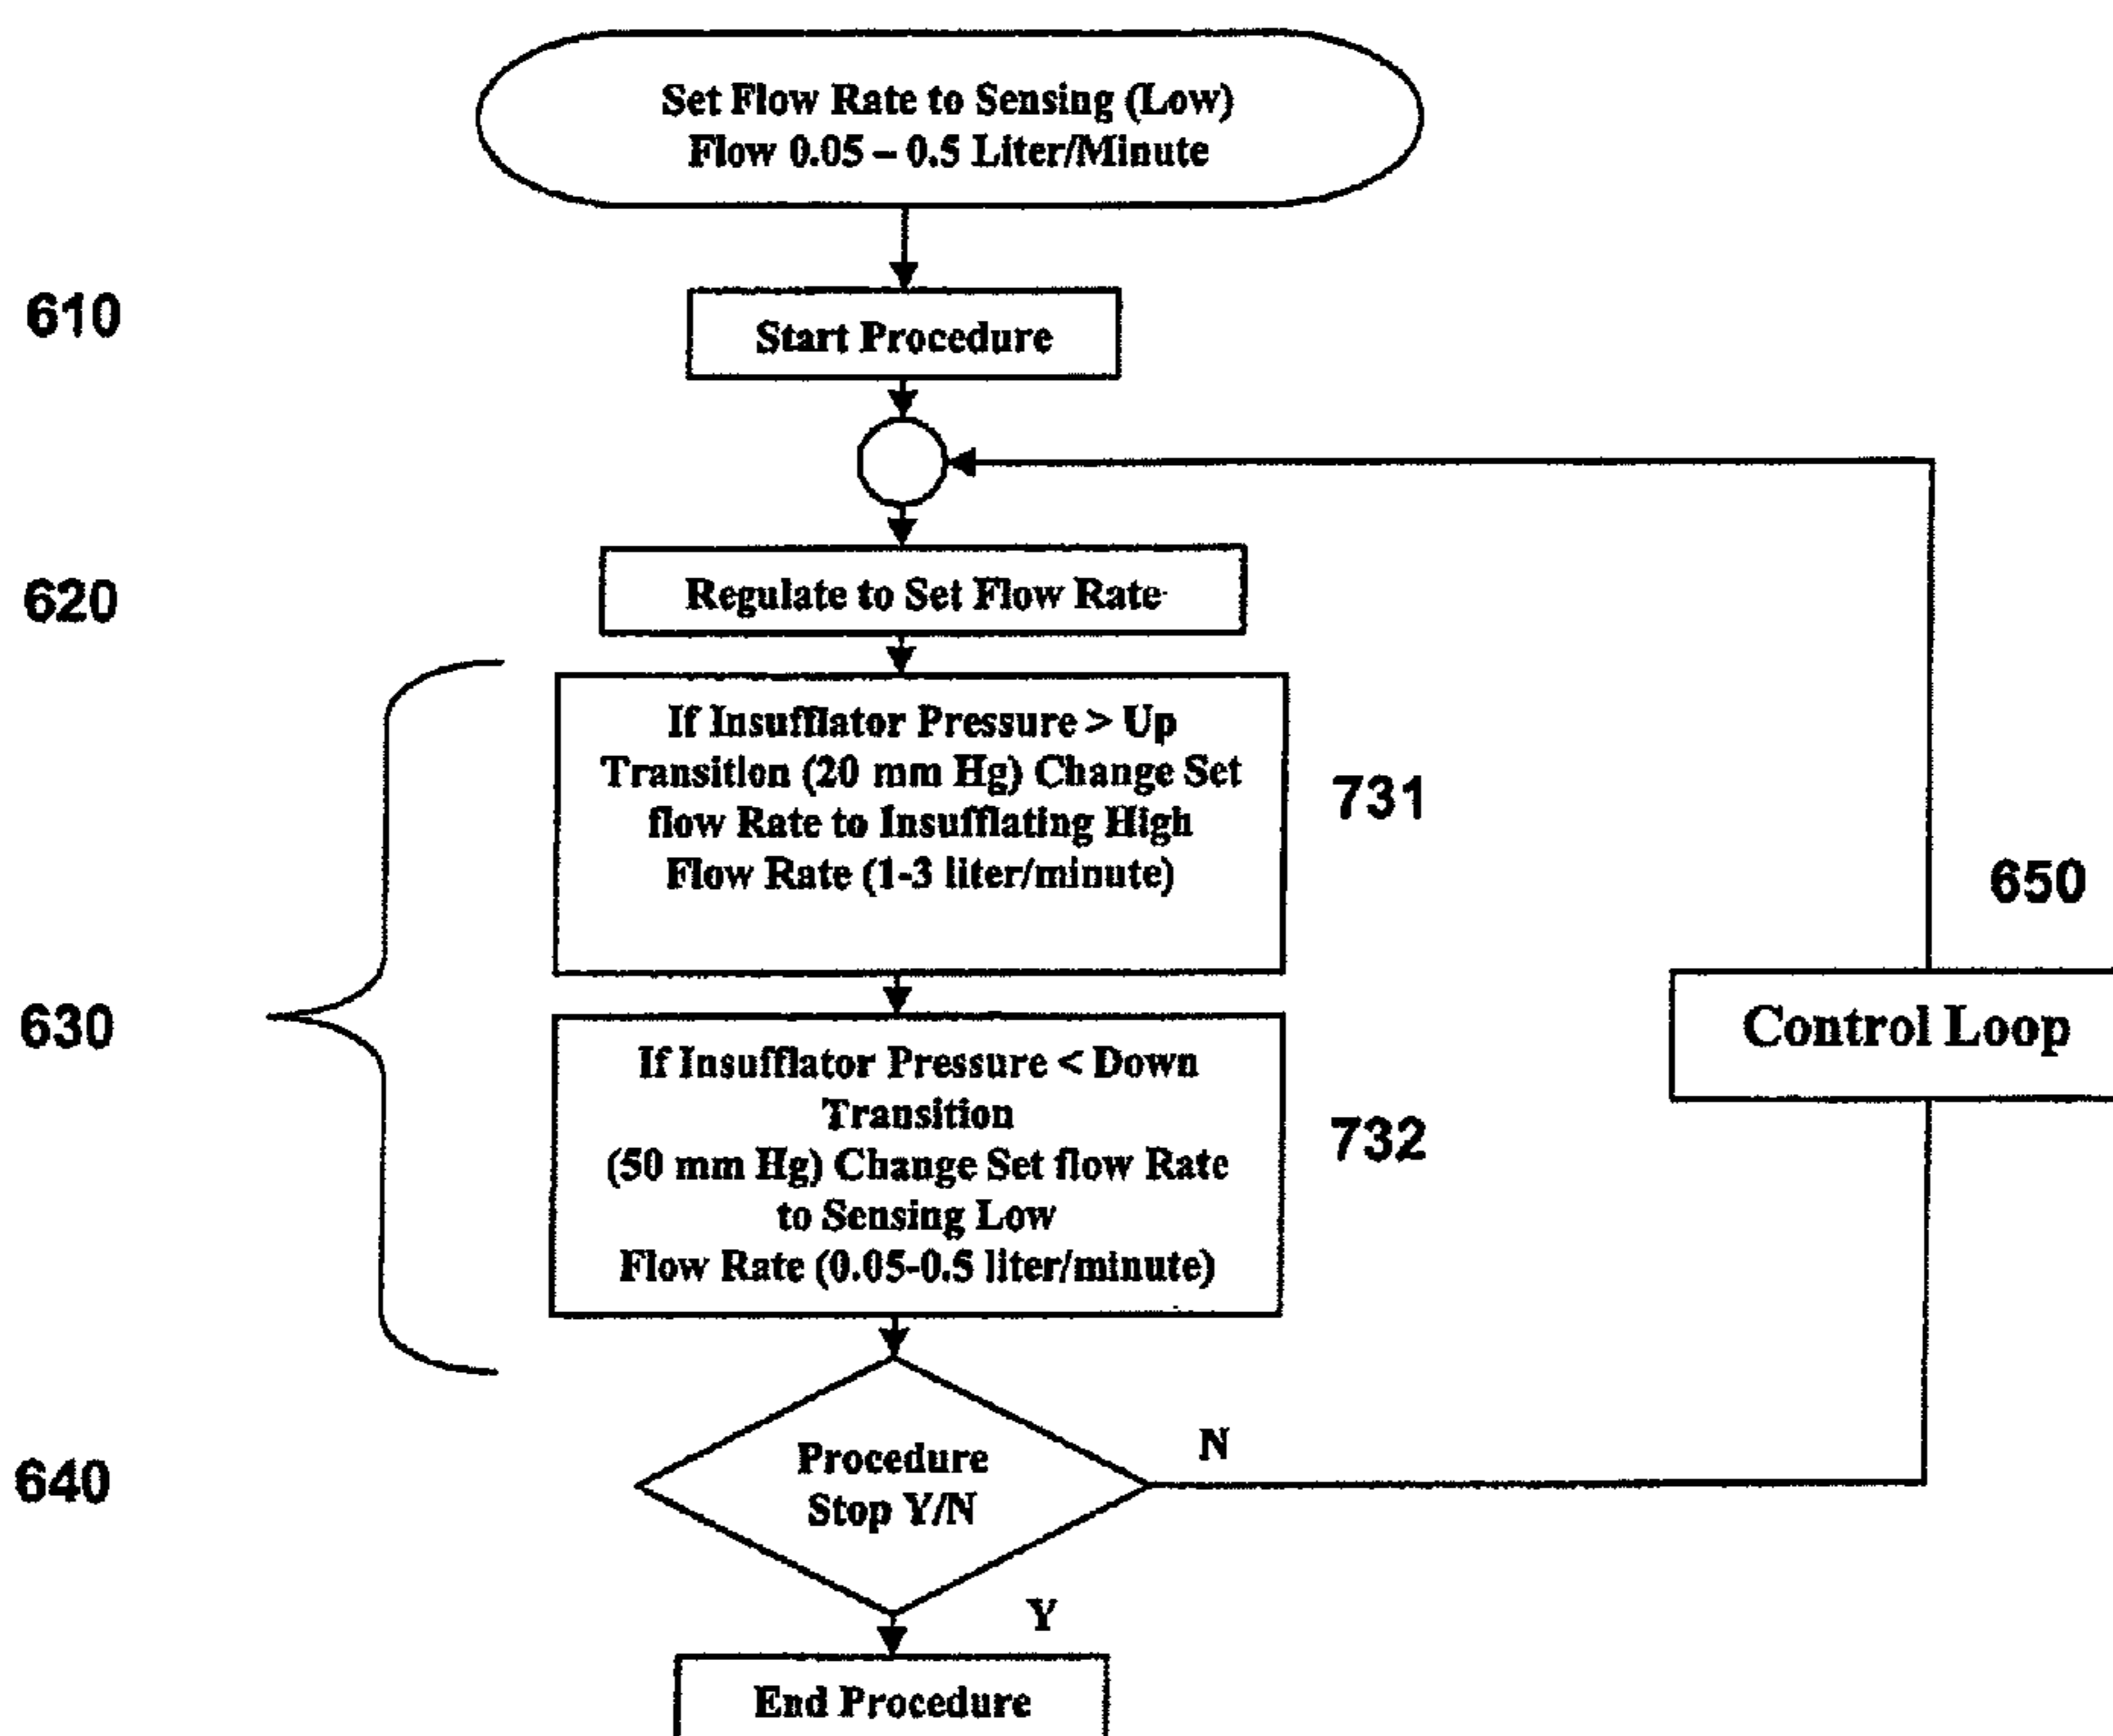 Set Flow Rate to Sensing (Low)
Flow 0.05 – 0.5 Liter/Minute
610
Start Procedure
620
Regulate to Set Flow Rate
If Insufflator Pressure > Up
Transition (20 mm Hg) Change Set
flow Rate to Insufflating High
Flow Rate (1-3 liter/minute)
731
650
Control Loop
630
If Insufflator Pressure < Down
Transition
(50 mm Hg) Change Set flow Rate
to Sensing Low
Flow Rate (0.05-0.5 liter/minute)
732
640
Procedure
Stop Y/N
N
Y
End Procedure